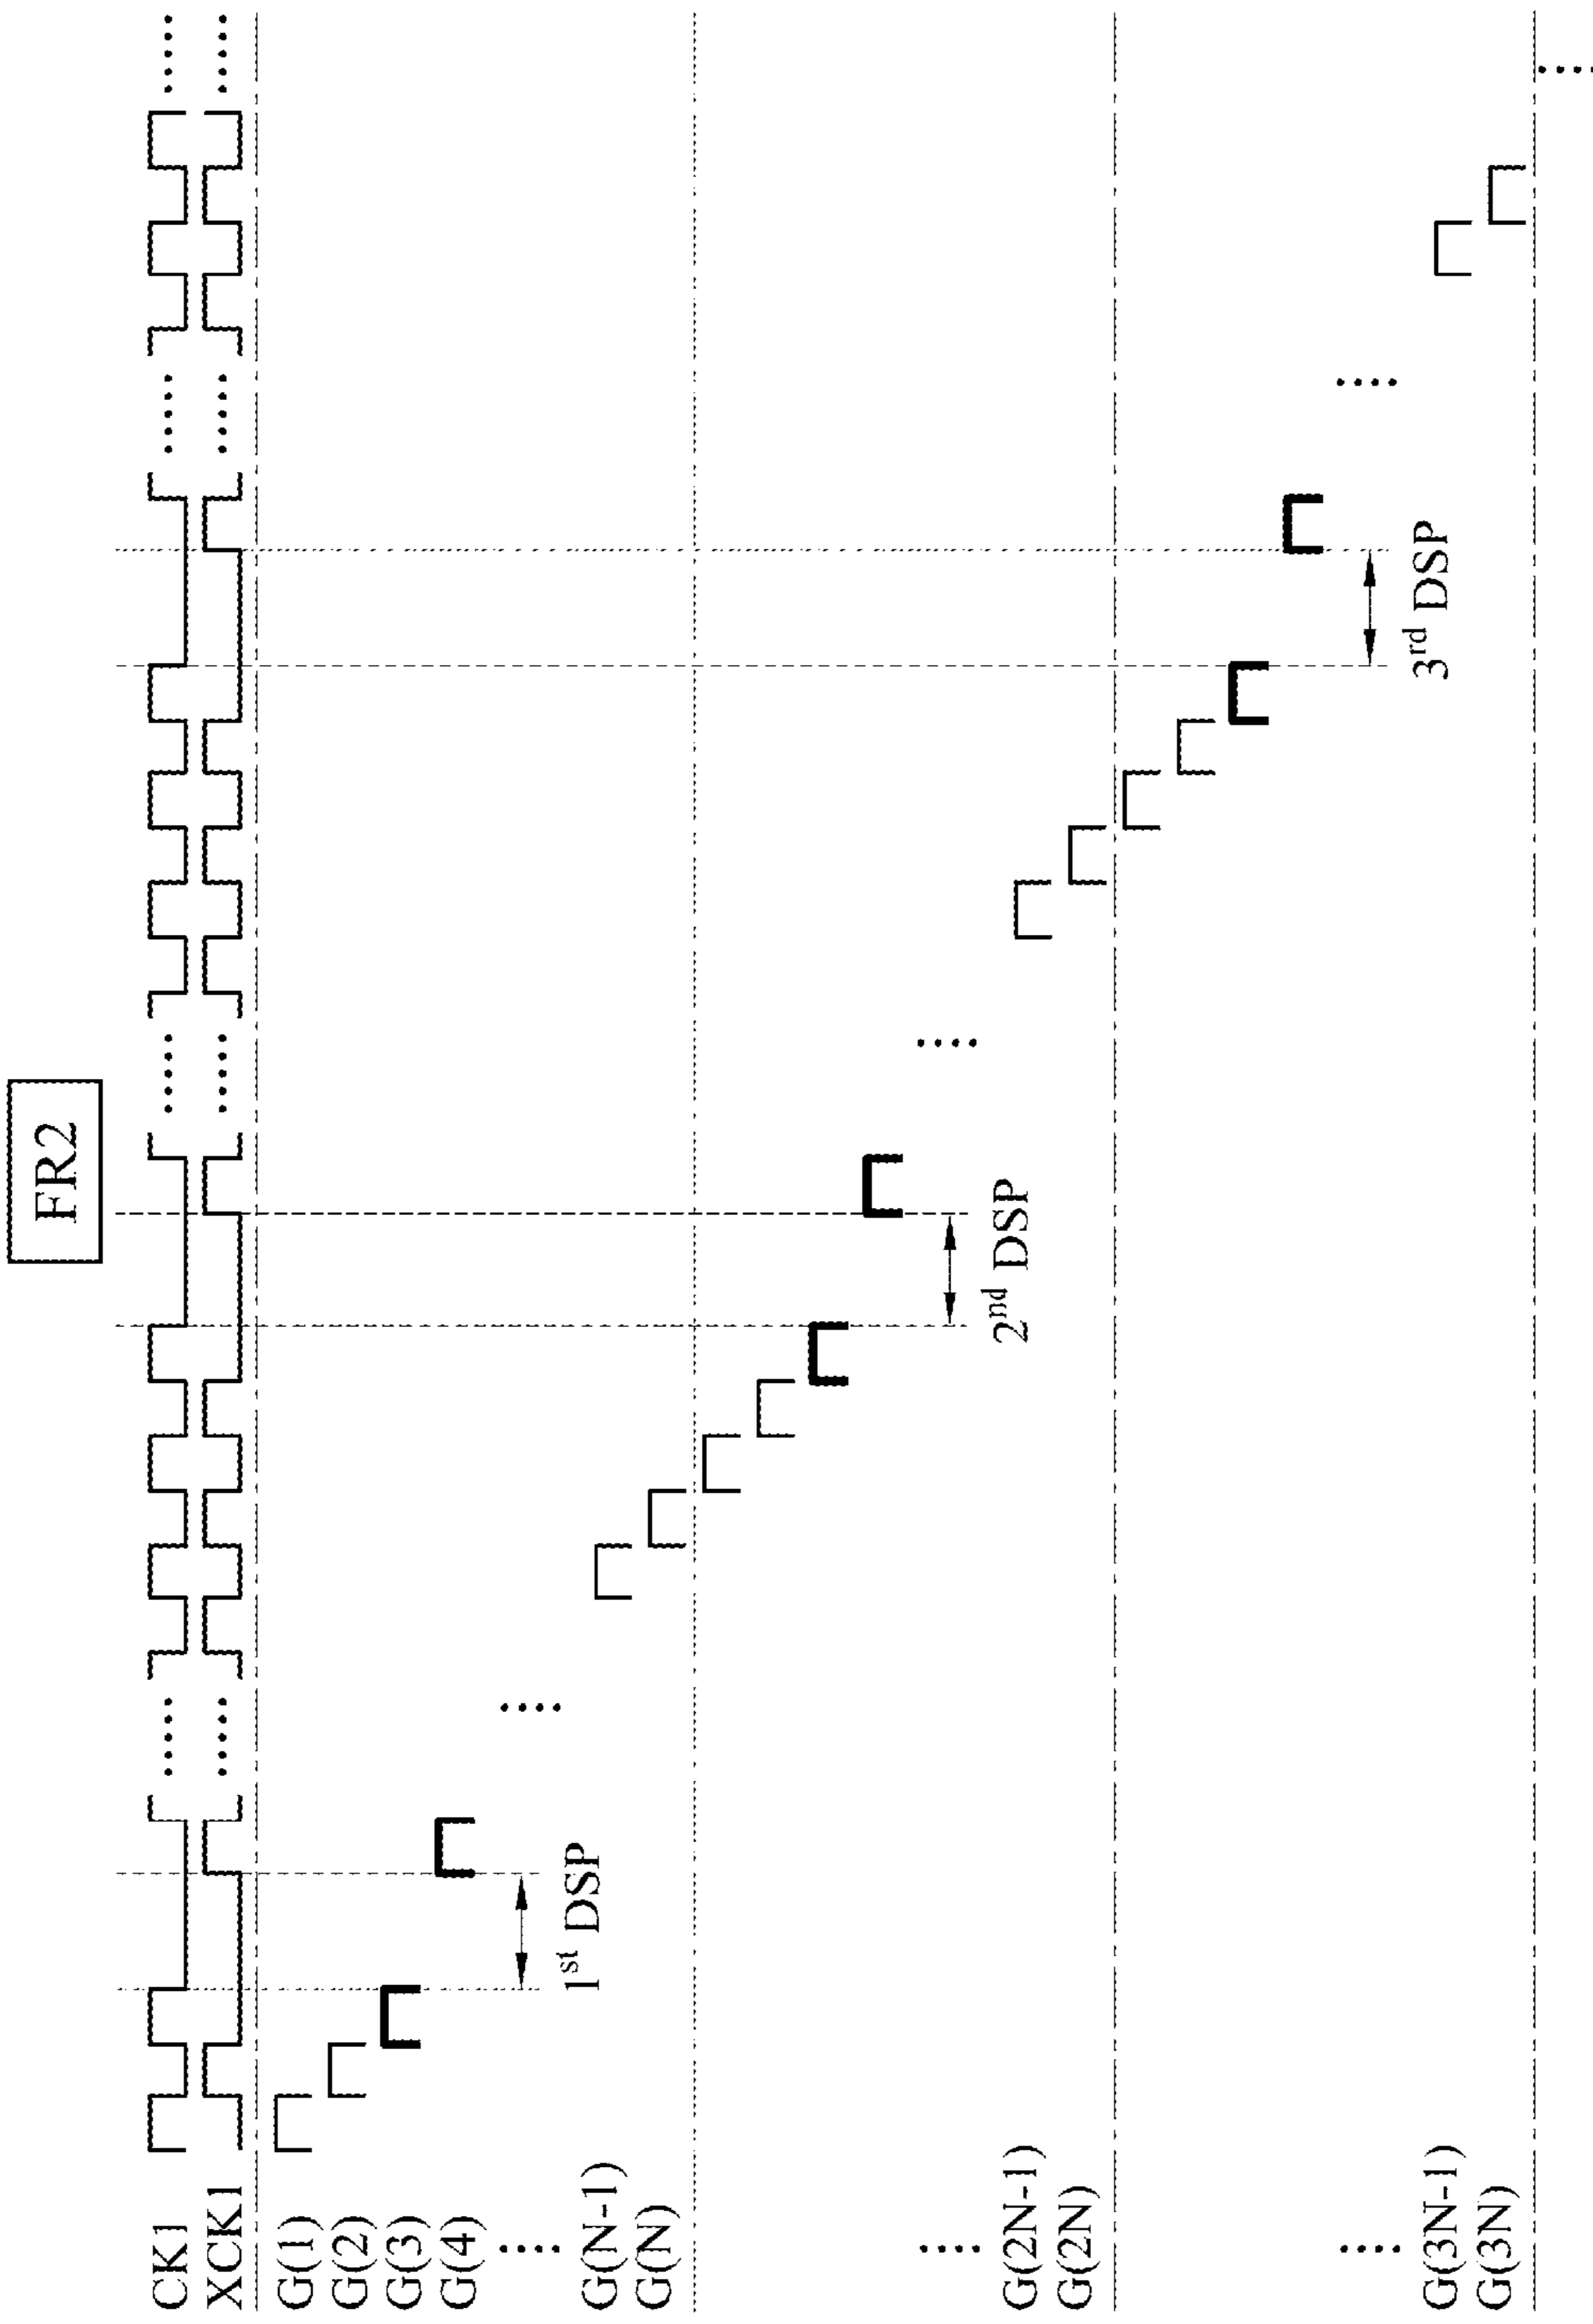 FR2
CK1
XCK1
G(1)
G(2)
G(3)
G(4)
1st DSP
G(N-1)
G(N)
2nd DSP
G(2N-1)
G(2N)
3rd DSP
G(3N-1)
G(3N)